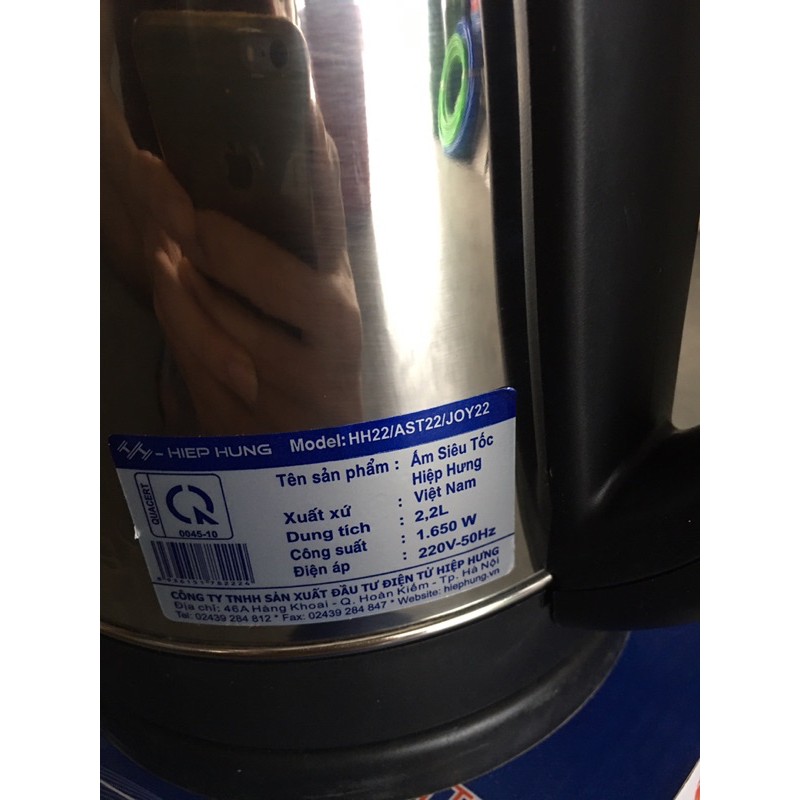 HH - HIEP HUNG Model: HH22/AST22/JOY22
Tên sản phẩm : Ấm Siêu Tốc
Hiệp Hưng
Xuất xứ : Việt Nam
Dung tích : 2,2L
Công suất : 1.650 W
Điện áp : 220V-50Hz
QUACERT
0045-10
CÔNG TY TNHH SẢN XUẤT ĐẦU TƯ ĐIỆN TỬ HIỆP HƯNG
Địa chỉ: 46A Hàng Khoai - Q. Hoàn Kiếm - Tp. Hà Nội
Tel: 02439 284 812 * Fax: 02439 284 847 * Website: hiephung.vn